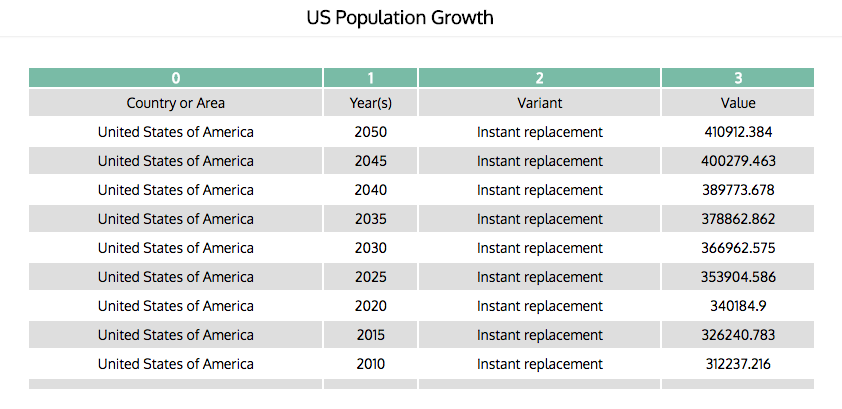 US Population Growth
0 1 2 3
Country or Area Year(s) Variant Value
United States of America 2050 Instant replacement 410912.384
United States of America 2045 Instant replacement 400279.463
United States of America 2040 Instant replacement 389773.678
United States of America 2035 Instant replacement 378862.862
United States of America 2030 Instant replacement 366962.575
United States of America 2025 Instant replacement 353904.586
United States of America 2020 Instant replacement 340184.9
United States of America 2015 Instant replacement 326240.783
United States of America 2010 Instant replacement 312237.216